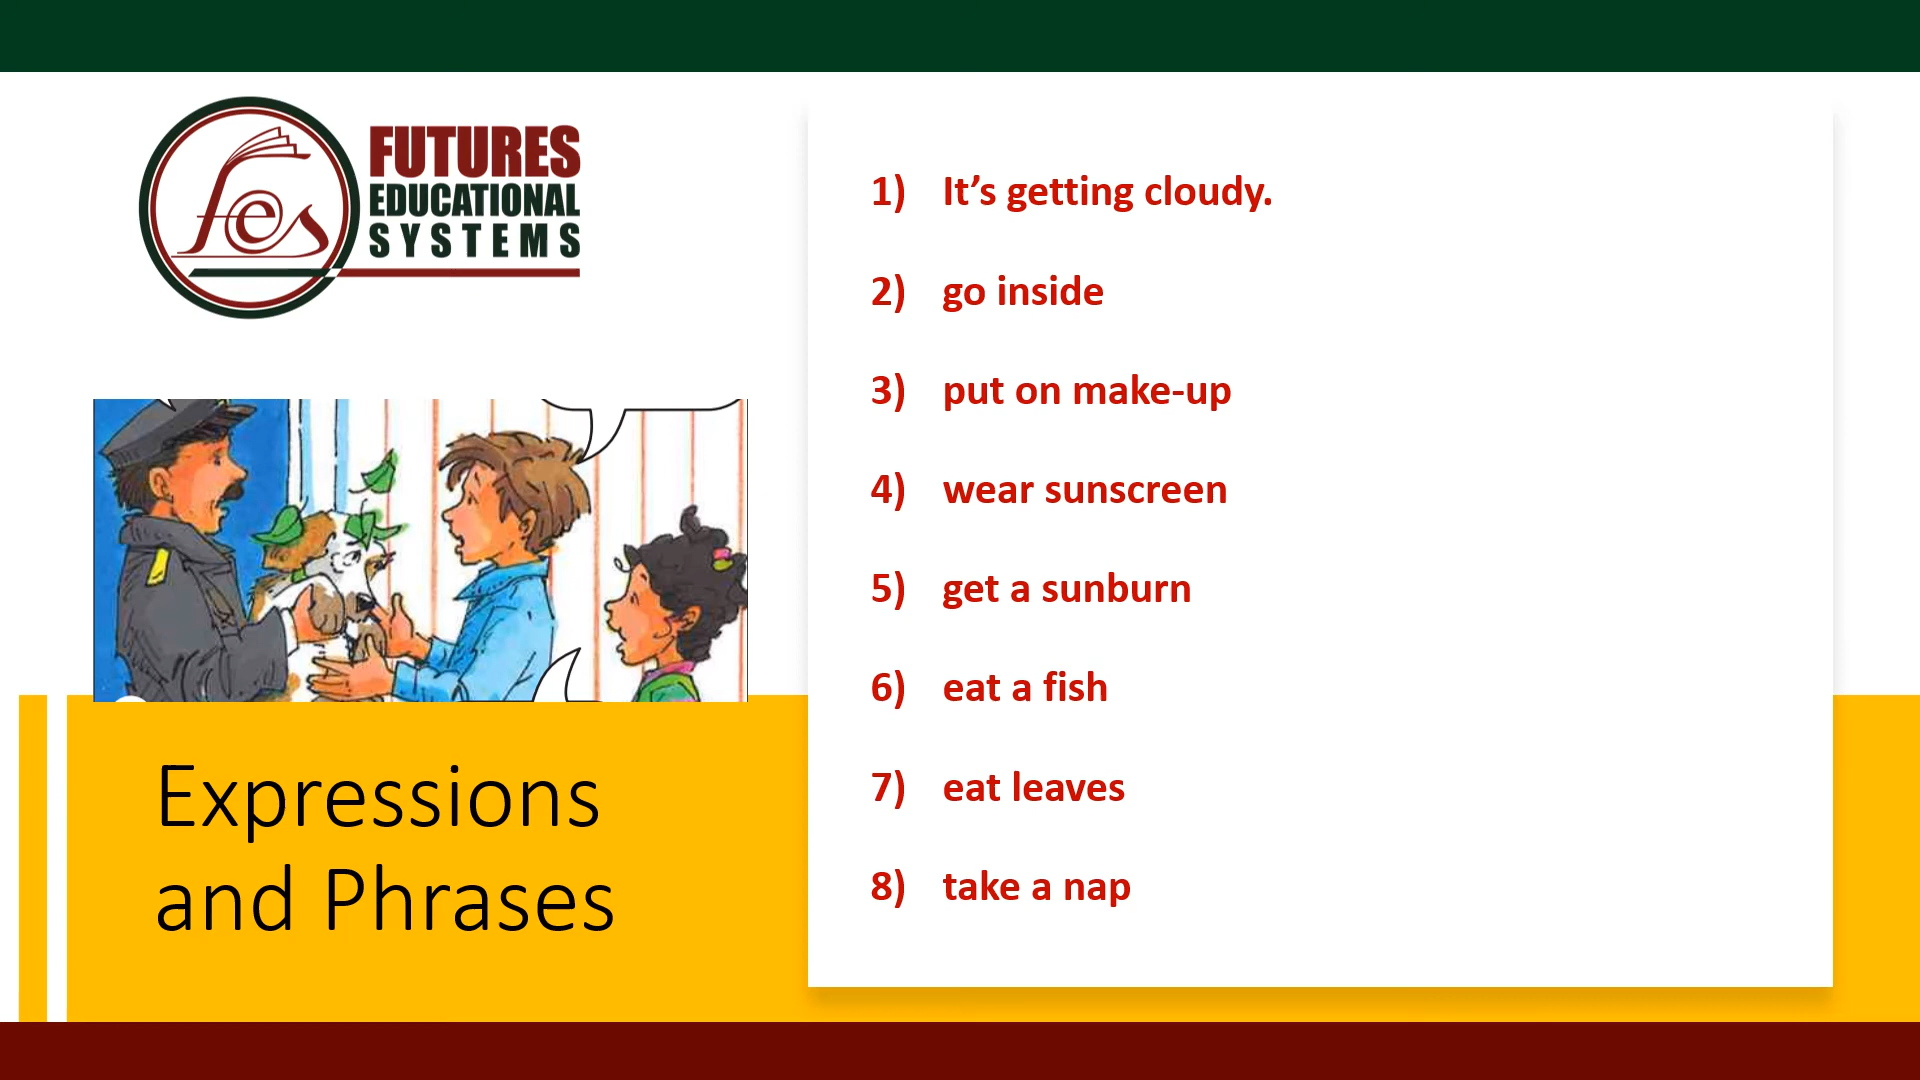 fes
FUTURES
EDUCATIONAL
SYSTEMS
Expressions
and Phrases
1) It’s getting cloudy.
2) go inside
3) put on make-up
4) wear sunscreen
5) get a sunburn
6) eat a fish
7) eat leaves
8) take a nap